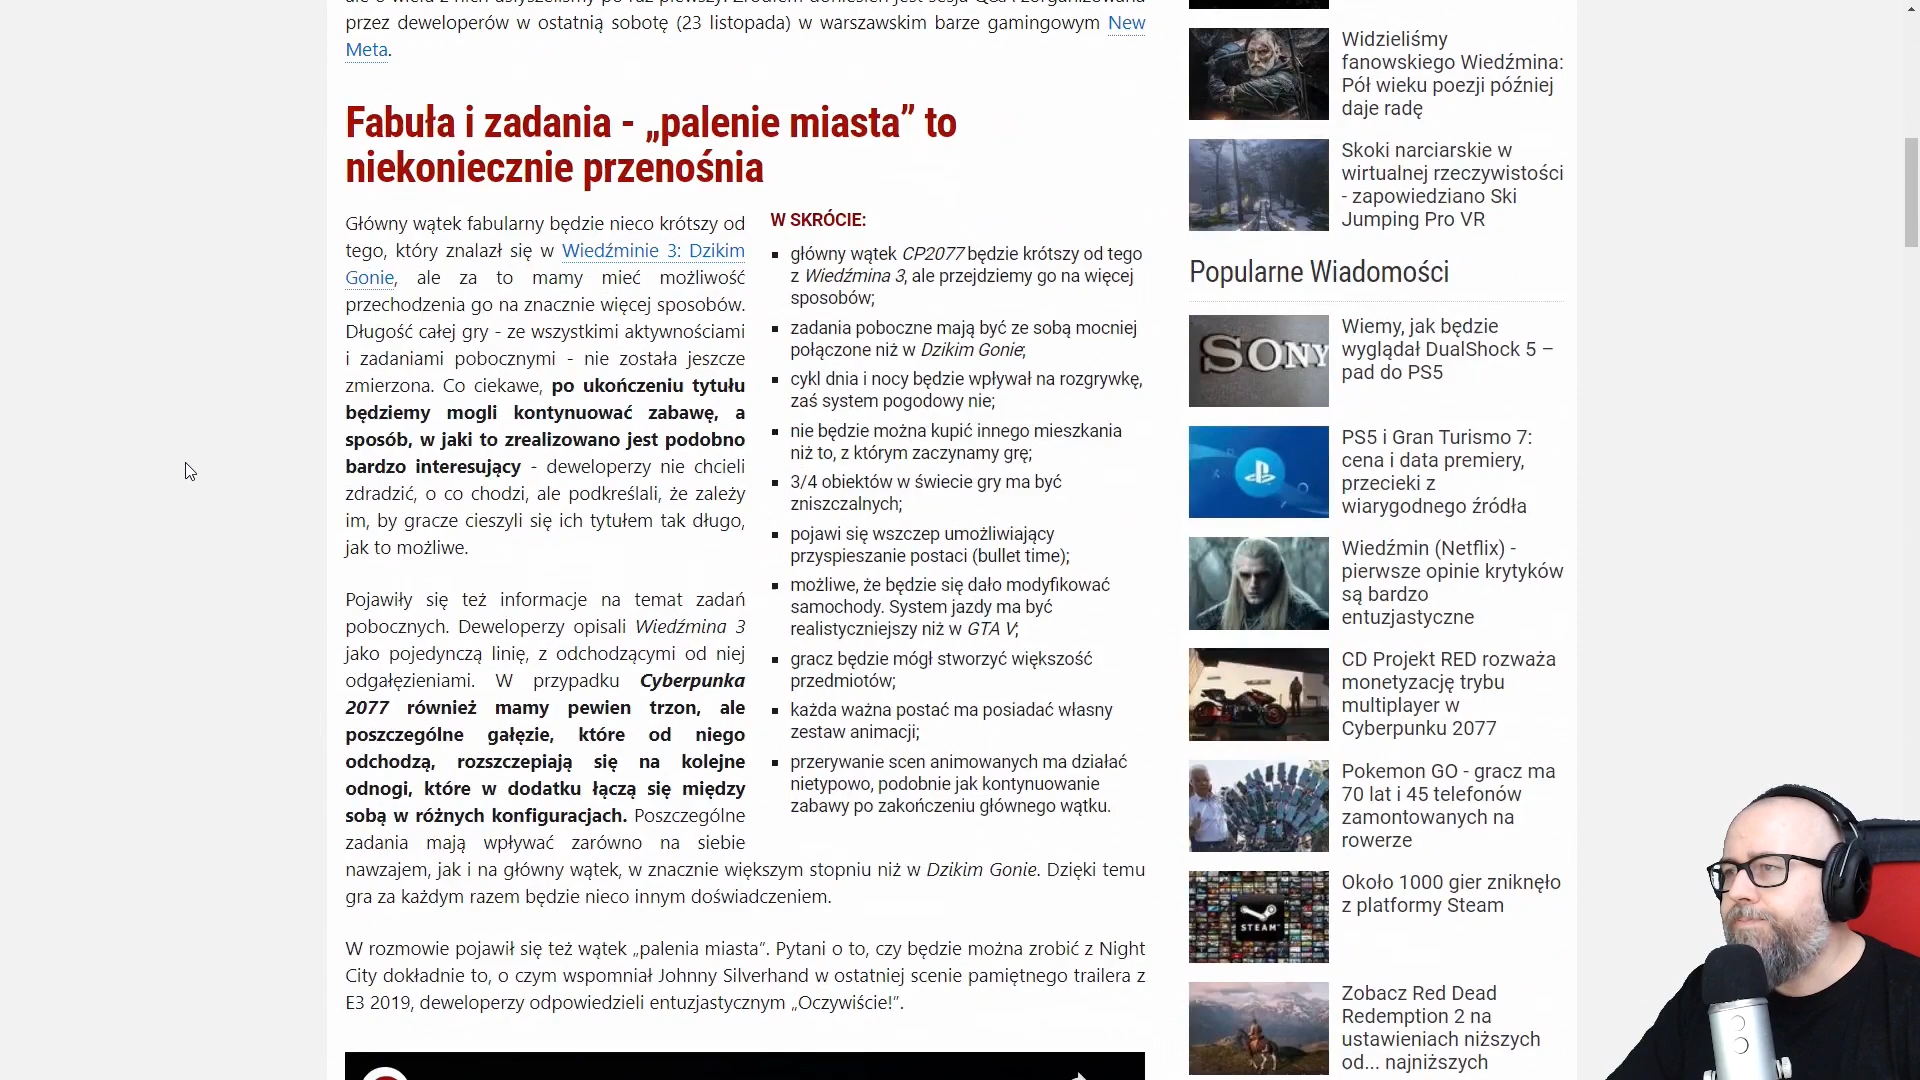 przez deweloperów w ostatnią sobotę (23 listopada) w warszawskim barze gamingowym New
Meta.
Fabuła i zadania - „palenie miasta” to
niekoniecznie przenośnia
Główny wątek fabularny będzie nieco krótszy od
tego, który znalazł się w Wiedźminie 3: Dzikim
Gonie, ale za to mamy mieć możliwość
przechodzenia go na znacznie więcej sposobów.
Długość całej gry - ze wszystkimi aktywnościami
i zadaniami pobocznymi - nie została jeszcze
zmierzona. Co ciekawe, po ukończeniu tytułu
będziemy mogli kontynuować zabawę, a
sposób, w jaki to zrealizowano jest podobno
bardzo interesujący - deweloperzy nie chcieli
zdradzić, o co chodzi, ale podkreślali, że zależy
im, by gracze cieszyli się ich tytułem tak długo,
jak to możliwe.
Pojawiły się też informacje na temat zadań
pobocznych. Deweloperzy opisali Wiedźmina 3
jako pojedynczą linię, z odchodzącymi od niej
odgałęzieniami. W przypadku Cyberpunka
2077 również mamy pewien trzon, ale
poszczególne gałęzie, które od niego
odchodzą, rozszczepiają się na kolejne
odnogi, które w dodatku łączą się między
sobą w różnych konfiguracjach. Poszczególne
zadania mają wpływać zarówno na siebie
nawzajem, jak i na główny wątek, w znacznie większym stopniu niż w Dzikim Gonie. Dzięki temu
gra za każdym razem będzie nieco innym doświadczeniem.
W rozmowie pojawił się też wątek „palenia miasta”. Pytani o to, czy będzie można zrobić z Night
City dokładnie to, o czym wspomniał Johnny Silverhand w ostatniej scenie pamiętnego trailera z
E3 2019, deweloperzy odpowiedzieli entuzjastycznym „Oczywiście!”.
W SKRÓCIE:
główny wątek CP2077 będzie krótszy od tego
z Wiedźmina 3, ale przejdziemy go na więcej
sposobów;
zadania poboczne mają być ze sobą mocniej
połączone niż w Dzikim Gonie;
cykl dnia i nocy będzie wpływał na rozgrywkę,
zaś system pogodowy nie;
nie będzie można kupić innego mieszkania
niż to, z którym zaczynamy grę;
3/4 obiektów w świecie gry ma być
zniszczalnych;
pojawi się wszczep umożliwiający
przyspieszanie postaci (bullet time);
możliwe, że będzie się dało modyfikować
samochody. System jazdy ma być
realistyczniejszy niż w GTA V;
gracz będzie mógł stworzyć większość
przedmiotów;
każda ważna postać ma posiadać własny
zestaw animacji;
przerywanie scen animowanych ma działać
nietypowo, podobnie jak kontynuowanie
zabawy po zakończeniu głównego wątku.
Widzieliśmy
fanowskiego Wiedźmina:
Pół wieku poezji później
daje radę
Skoki narciarskie w
wirtualnej rzeczywistości
- zapowiedziano Ski
Jumping Pro VR
Popularne Wiadomości
SONY
Wiemy, jak będzie
wyglądał DualShock 5 –
pad do PS5
PS5 i Gran Turismo 7:
cena i data premiery,
przecieki z
wiarygodnego źródła
Wiedźmin (Netflix) -
pierwsze opinie krytyków
są bardzo
entuzjastyczne
CD Projekt RED rozważa
monetyzację trybu
multiplayer w
Cyberpunku 2077
Pokemon GO - gracz ma
70 lat i 45 telefonów
zamontowanych na
rowerze
STEAM
Około 1000 gier zniknęło
z platformy Steam
Zobacz Red Dead
Redemption 2 na
ustawieniach niższych
od... najniższych